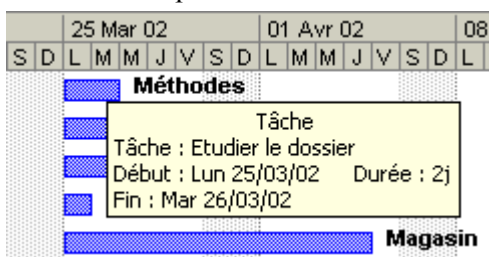 25 Mar 02 01 Avr 02 08
S D L M M J V S D L M M J V S D L
Méthodes
Tâche
Tâche : Etudier le dossier
Début : Lun 25/03/02 Durée : 2j
Fin : Mar 26/03/02
Magasin